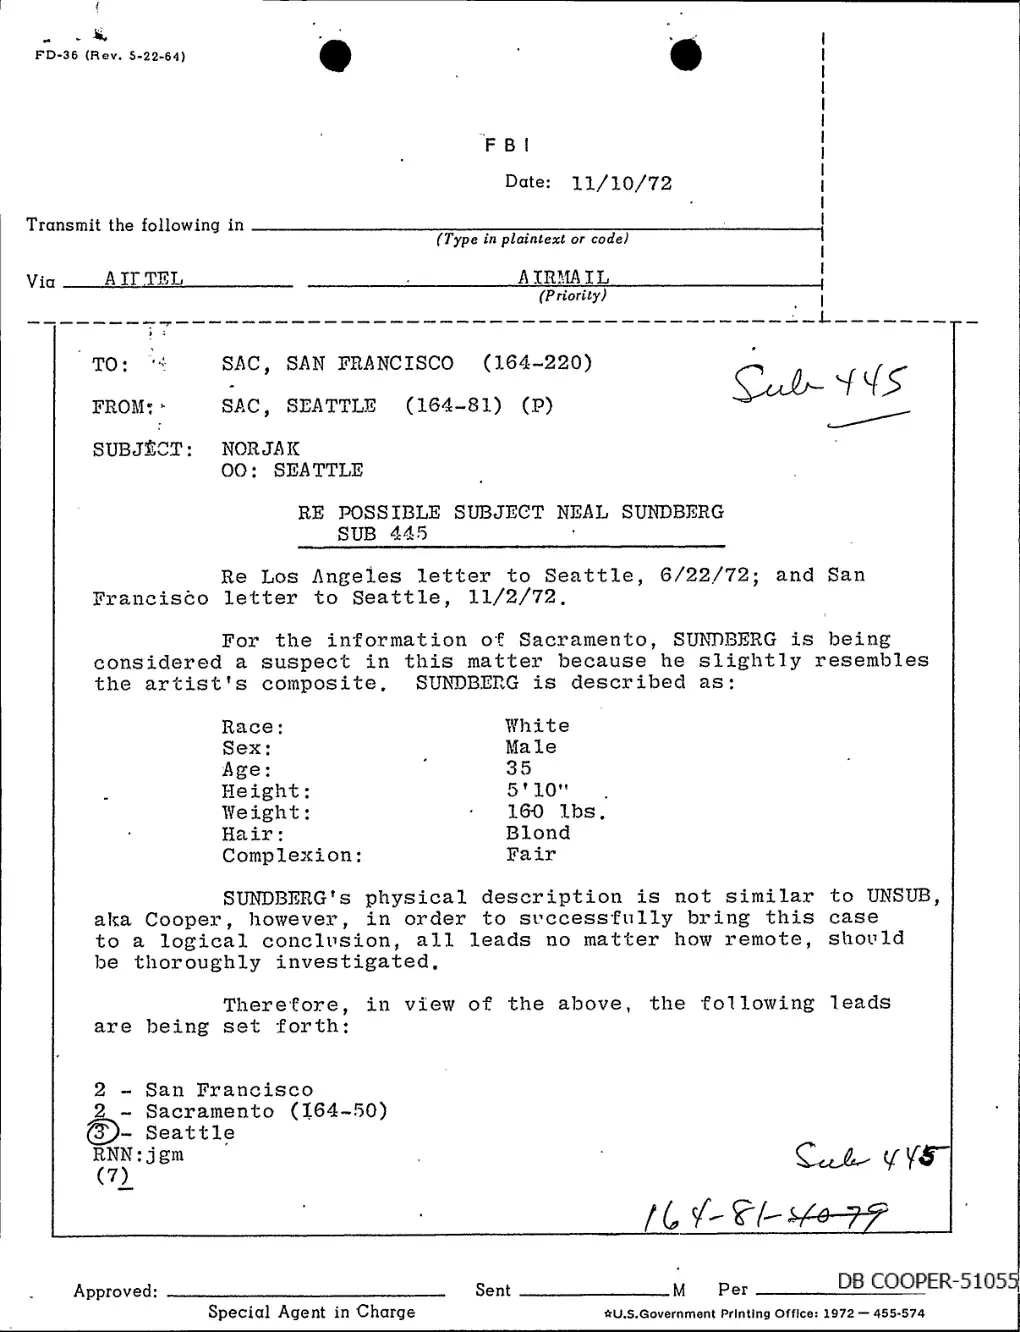 FD-36 (Rev. 5-22-64)
F B I
Date: 11/10/72
Transmit the following in
(Type in plaintext or code)
Via AIRTEL AIRMAIL
(Priority)
TO: SAC, SAN FRANCISCO (164-220)
Sub 445
FROM: SAC, SEATTLE (164-81) (P)
SUBJECT: NORJAK
OO: SEATTLE
RE POSSIBLE SUBJECT NEAL SUNDBERG
SUB 445
Re Los Angeles letter to Seattle, 6/22/72; and San
Francisco letter to Seattle, 11/2/72.
For the information of Sacramento, SUNDBERG is being
considered a suspect in this matter because he slightly resembles
the artist's composite. SUNDBERG is described as:
Race: White
Sex: Male
Age: 35
Height: 5'10"
Weight: 160 lbs.
Hair: Blond
Complexion: Fair
SUNDBERG's physical description is not similar to UNSUB,
aka Cooper, however, in order to successfully bring this case
to a logical conclusion, all leads no matter how remote, should
be thoroughly investigated.
Therefore, in view of the above, the following leads
are being set forth:
2 - San Francisco
2 - Sacramento (164-50)
3 - Seattle
RNN:jgm
(7)
Sub 445
164-81-4079
Approved: Sent M Per
DB COOPER-51055
Special Agent in Charge
☆U.S.Government Printing Office: 1972 — 455-574